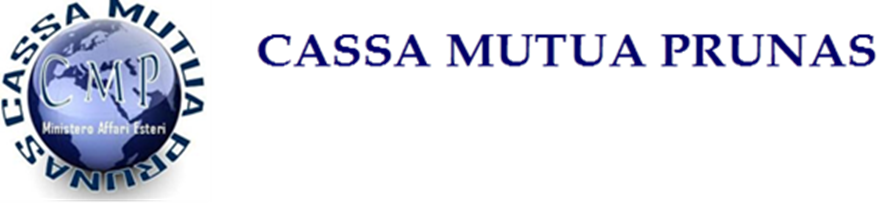 CASSA MUTUA PRUNAS
CMP
Ministero Affari Esteri
CASSA MUTUA PRUNAS